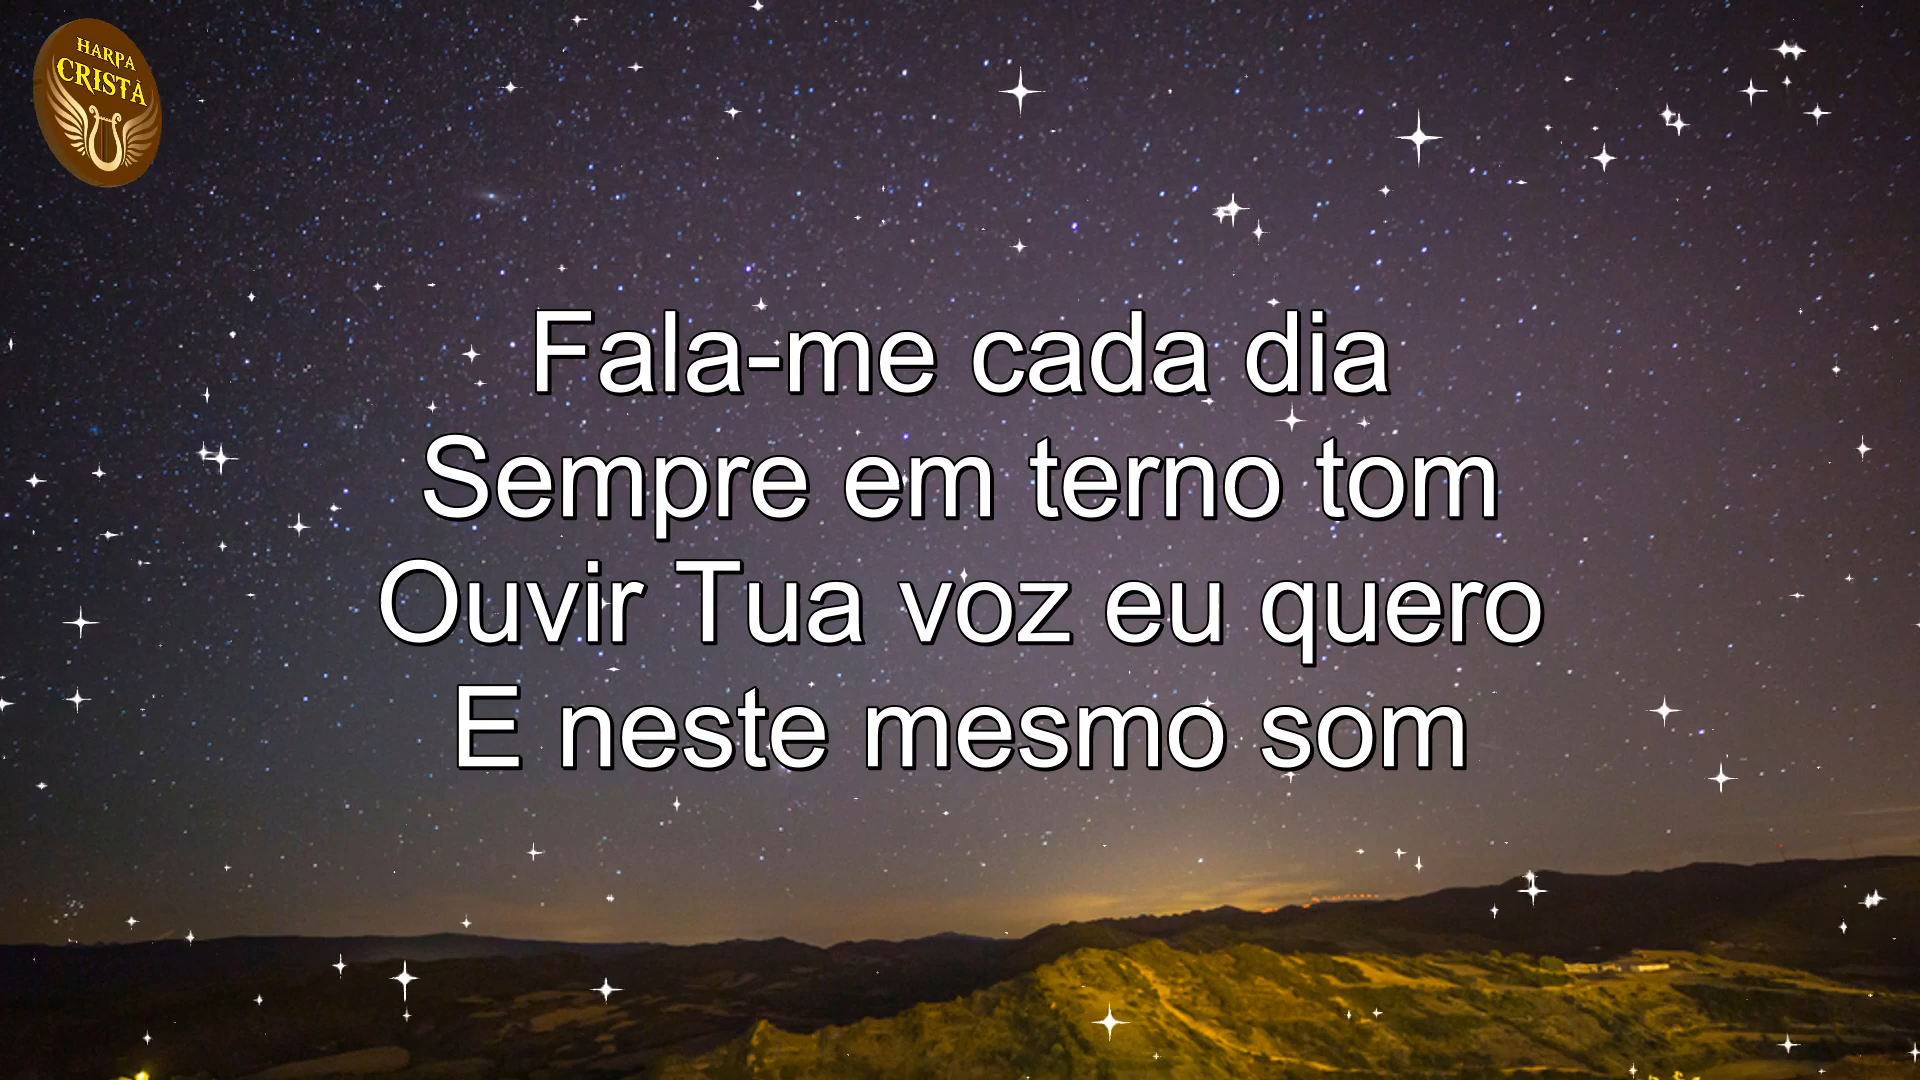 HARPA
CRISTÃ
Fala-me cada dia
Sempre em terno tom
Ouvir Tua voz eu quero
E neste mesmo som